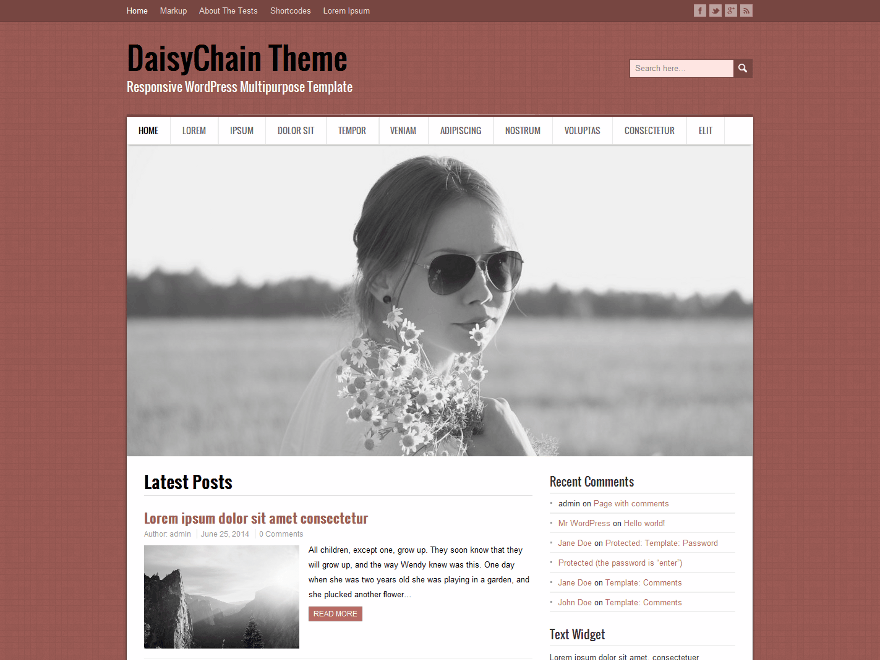 Home Markup About The Tests Shortcodes Lorem Ipsum
DaisyChain Theme
Responsive WordPress Multipurpose Template
Search here...
HOME LOREM IPSUM DOLOR SIT TEMPOR VENIAM ADIPISCING NOSTRUM VOLUPTAS CONSECTETUR ELIT
Latest Posts
Lorem ipsum dolor sit amet consectetur
Author: admin | June 25, 2014 | 0 Comments
All children, except one, grow up. They soon know that they
will grow up, and the way Wendy knew was this. One day
when she was two years old she was playing in a garden, and
she plucked another flower...
READ MORE
Recent Comments
admin on Page with comments
Mr WordPress on Hello world!
Jane Doe on Protected: Template: Password
Protected (the password is “enter”)
Jane Doe on Template: Comments
John Doe on Template: Comments
Text Widget
Lorem ipsum dolor sit amet, consectetuer